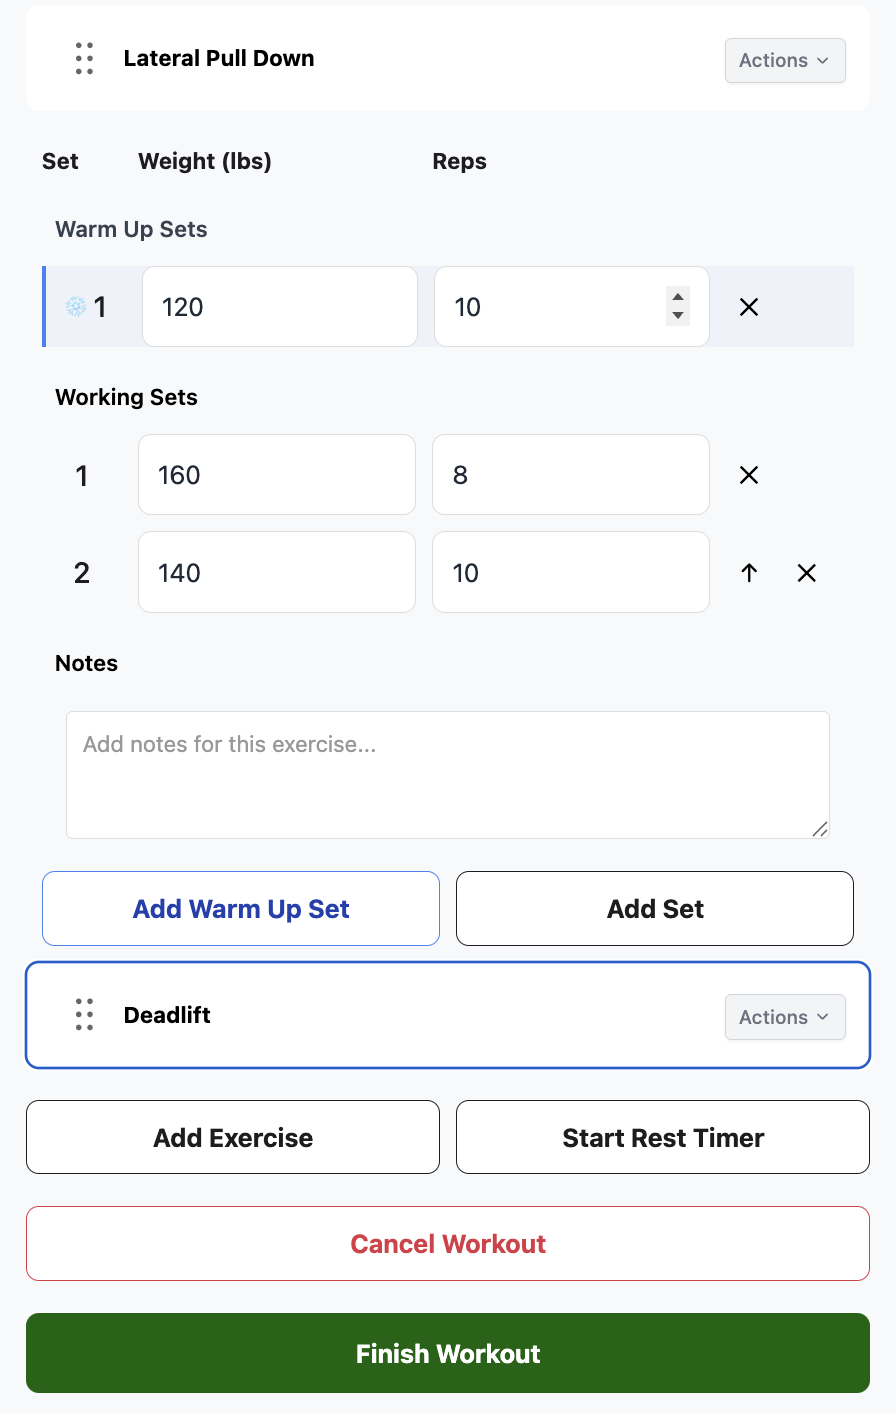 Lateral Pull Down Actions
Set Weight (lbs) Reps
Warm Up Sets
1 120 10
Working Sets
1 160 8
2 140 10
Notes
Add notes for this exercise...
Add Warm Up Set Add Set
Deadlift Actions
Add Exercise Start Rest Timer
Cancel Workout
Finish Workout